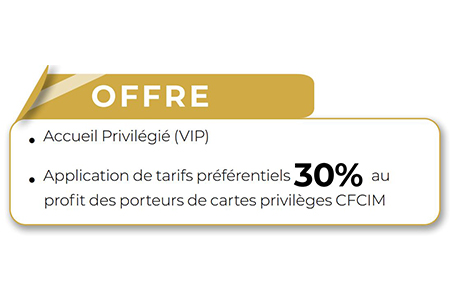 OFFRE
• Accueil Privilégié (VIP)
• Application de tarifs préférentiels 30% au
profit des porteurs de cartes privilèges CFCIM